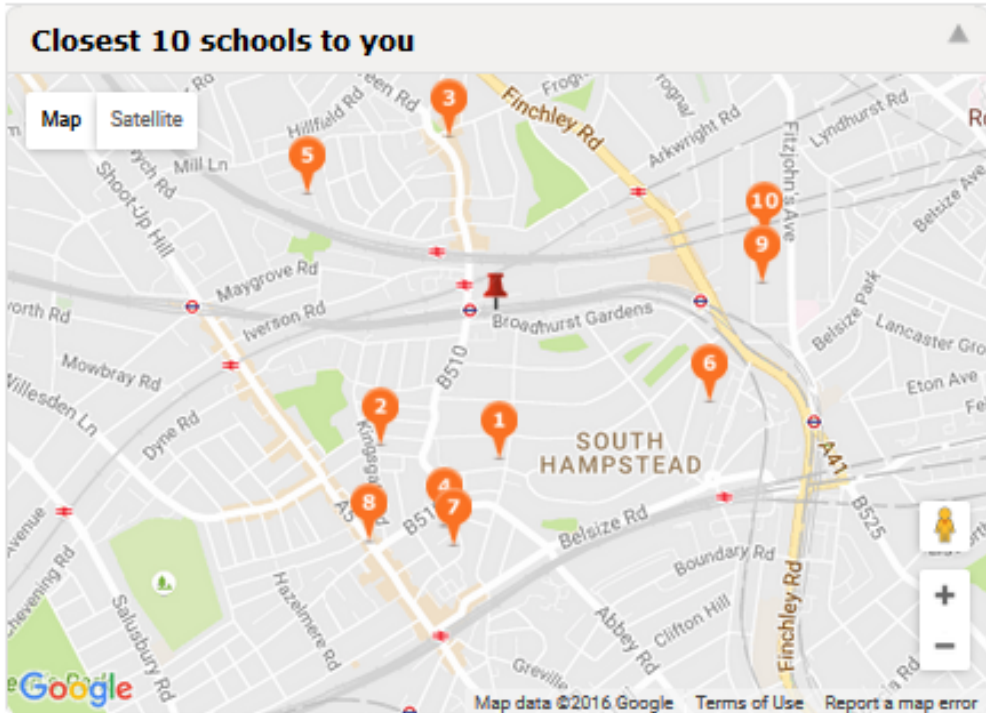 Closest 10 schools to you
Map
Satellite
Hillfield Rd
3
Finchley Rd
Arkwright Rd
Lyndhurst Rd
Fitzjohn's Ave
Mill Ln
5
Shoot-Up Hill
10
9
Belsize Ave
Maygrove Rd
Iverson Rd
Broadhurst Gardens
Belsize Park
Mowbray Rd
B510
6
Eton Ave
Willesden Ln
Dyne Rd
2
1
SOUTH
HAMPSTEAD
A41
4
8
7
Belsize Rd
B525
Boundary Rd
Chevening Rd
Salusbury Rd
Hazelmere Rd
Abbey Rd
Clifton Hill
Finchley Rd
+
−
Google
Map data ©2016 Google
Terms of Use
Report a map error